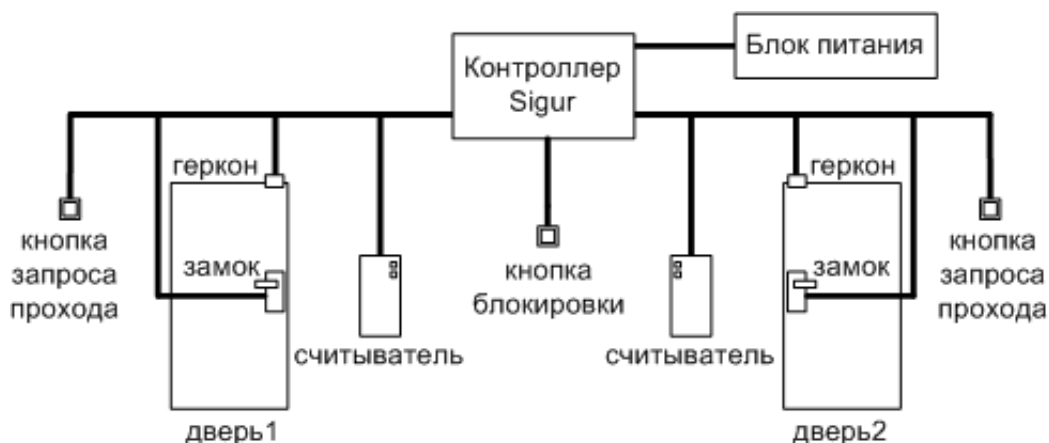 Блок питания
Контроллер
Sigur
геркон
геркон
кнопка
запроса
прохода
замок
кнопка
блокировки
замок
кнопка
запроса
прохода
считыватель
считыватель
дверь1
дверь2